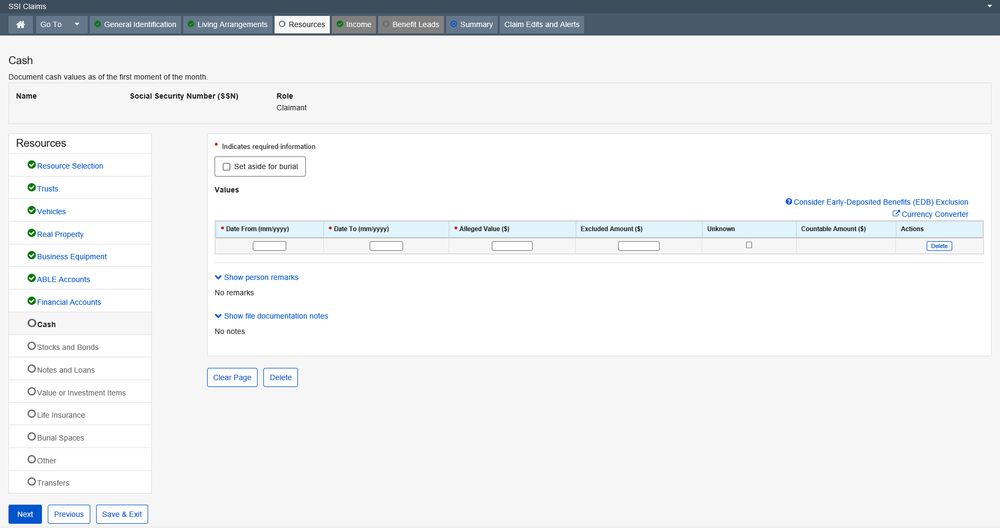 SSI Claims
Go To
General Identification
Living Arrangements
Resources
Income
Benefit Leads
Summary
Claim Edits and Alerts
Cash
Document cash values as of the first moment of the month.
Name Social Security Number (SSN) Role
Claimant
Resources
Resource Selection
Trusts
Vehicles
Real Property
Business Equipment
ABLE Accounts
Financial Accounts
Cash
Stocks and Bonds
Notes and Loans
Value or Investment Items
Life Insurance
Burial Spaces
Other
Transfers
* Indicates required information
Set aside for burial
Values
Consider Early-Deposited Benefits (EDB) Exclusion
Currency Converter
* Date From (mm/yyyy) * Date To (mm/yyyy) * Alleged Value ($) Excluded Amount ($) Unknown Countable Amount ($) Actions
Delete
Show person remarks
No remarks
Show file documentation notes
No notes
Clear Page Delete
Next Previous Save & Exit